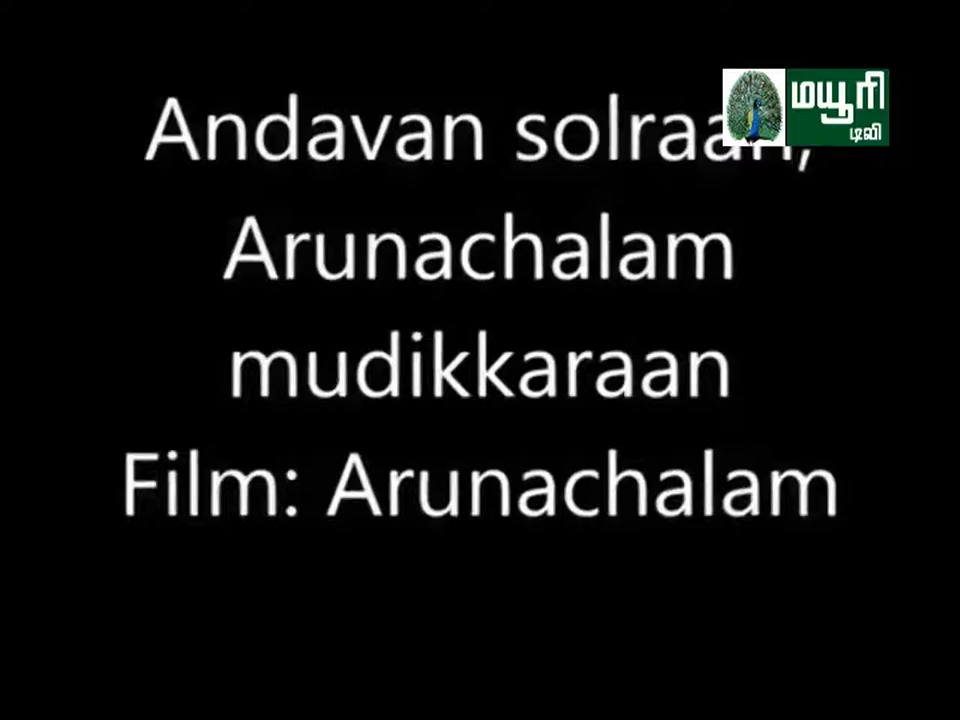 Andavan solraan,
Arunachalam
mudikkaraan
Film: Arunachalam
மயூரி
டிவி